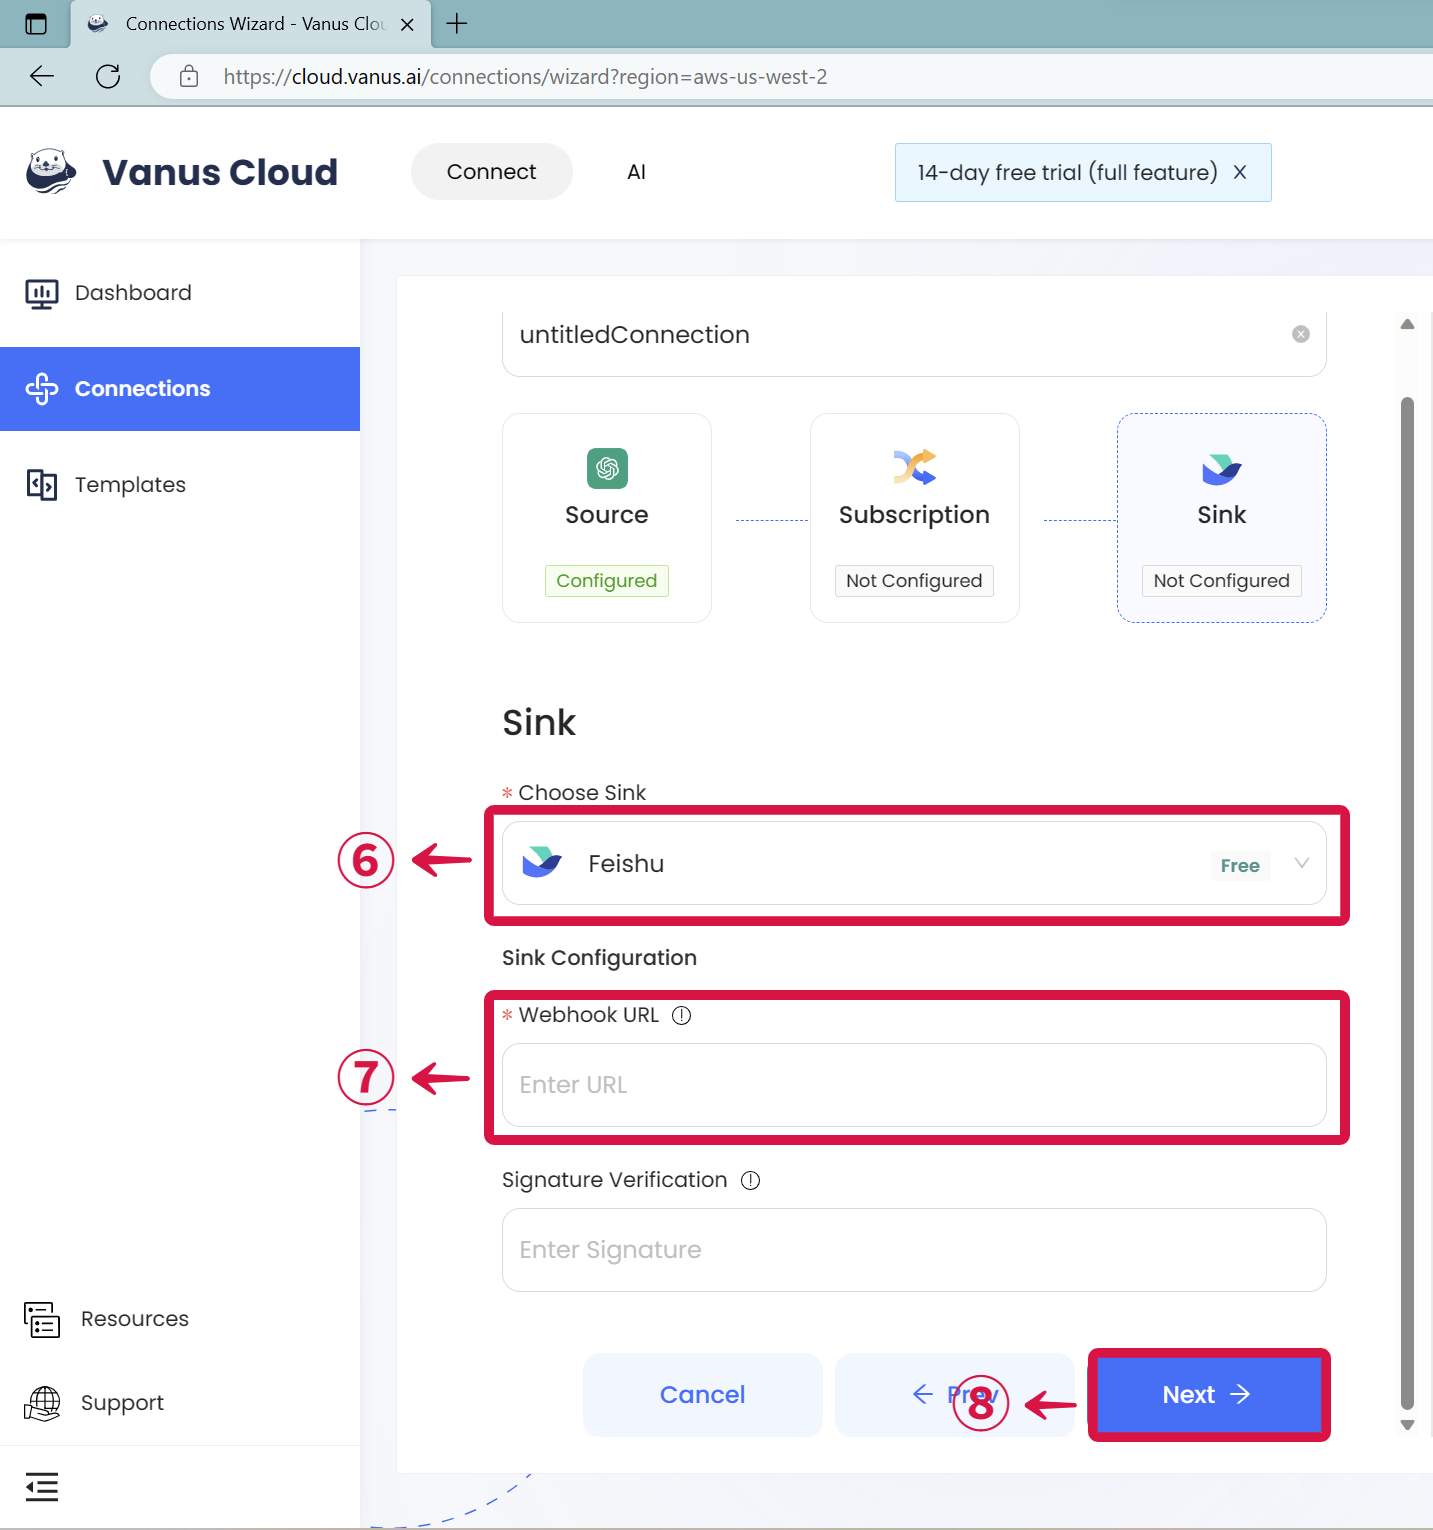 Connections Wizard - Vanus Clou
https://cloud.vanus.ai/connections/wizard?region=aws-us-west-2
Vanus Cloud
Connect
AI
14-day free trial (full feature) X
Dashboard
Connections
Templates
Resources
Support
untitledConnection
Source
Configured
Subscription
Not Configured
Sink
Not Configured
Sink
* Choose Sink
⑥
Feishu
Free
Sink Configuration
* Webhook URL
⑦
Enter URL
Signature Verification
Enter Signature
Cancel
Prev
⑧
Next